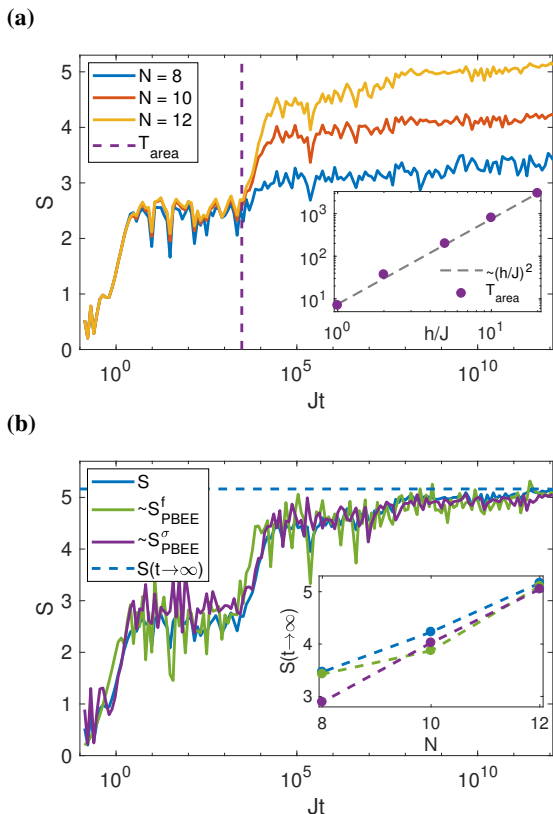 (a)
5
4
3
2
1
0
S
N = 8
N = 10
N = 12
T_area
10^3
10^2
10^1
10^0
10^1
h/J
~(h/J)^2
T_area
10^0
10^5
10^10
Jt
(b)
5
4
3
2
1
0
S
S
~S^f_PBEE
~S^σ_PBEE
S(t→∞)
S(t→∞)
5
4
3
8
10
12
N
10^0
10^5
10^10
Jt